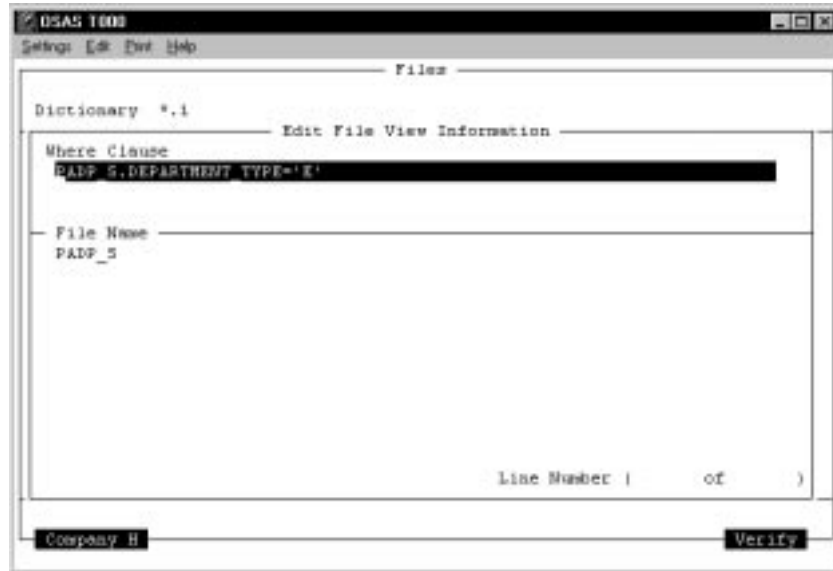 OSAS T000
Settings Edit Print Help
Files
Dictionary *.1
Edit File View Information
Where Clause
PADP_S.DEPARTMENT_TYPE='E'
File Name
PADP_S
Line Number ( of )
Company H
Verify